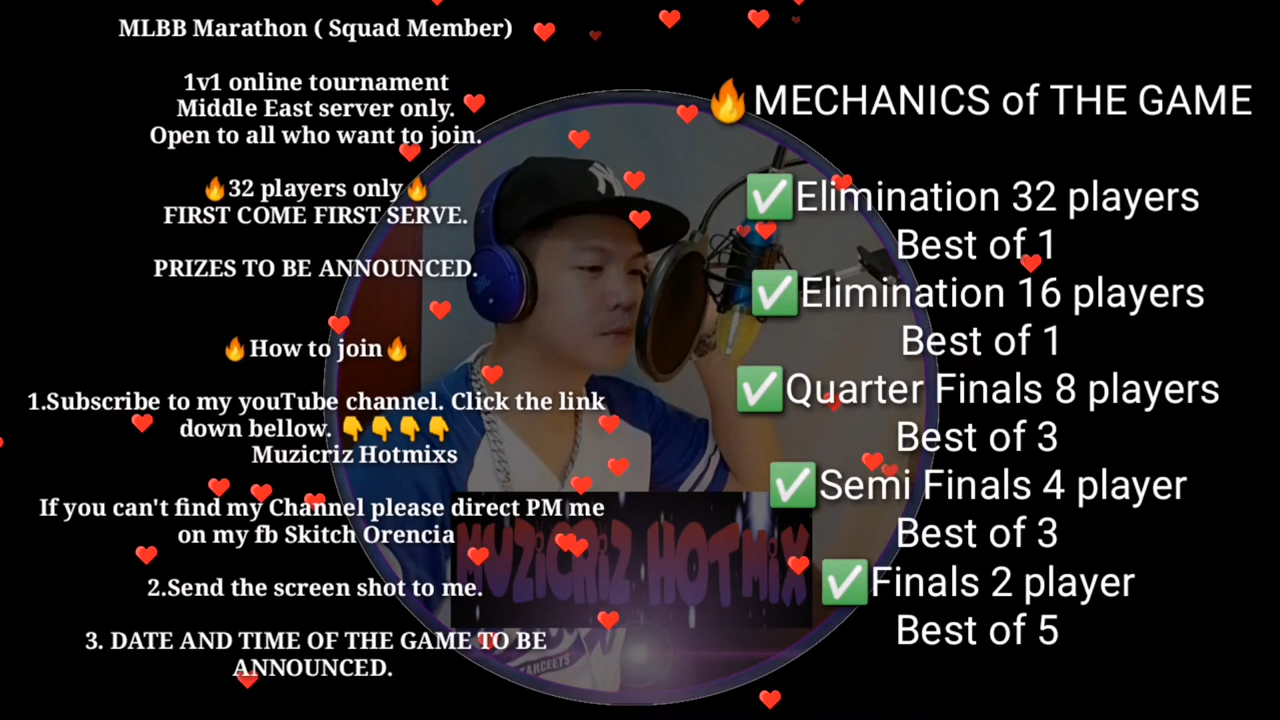 MLBB Marathon ( Squad Member)
1v1 online tournament
Middle East server only.
Open to all who want to join.
🔥32 players only🔥
FIRST COME FIRST SERVE.
PRIZES TO BE ANNOUNCED.
🔥How to join🔥
1.Subscribe to my youTube channel. Click the link
down bellow. 👇👇👇👇
Muzicriz Hotmixs
If you can't find my Channel please direct PM me
on my fb Skitch Orencia
2.Send the screen shot to me.
3. DATE AND TIME OF THE GAME TO BE
ANNOUNCED.
🔥MECHANICS of THE GAME
✅Elimination 32 players
Best of 1
✅Elimination 16 players
Best of 1
✅Quarter Finals 8 players
Best of 3
✅Semi Finals 4 player
Best of 3
✅Finals 2 player
Best of 5
MUZICRIZ HOTMIX